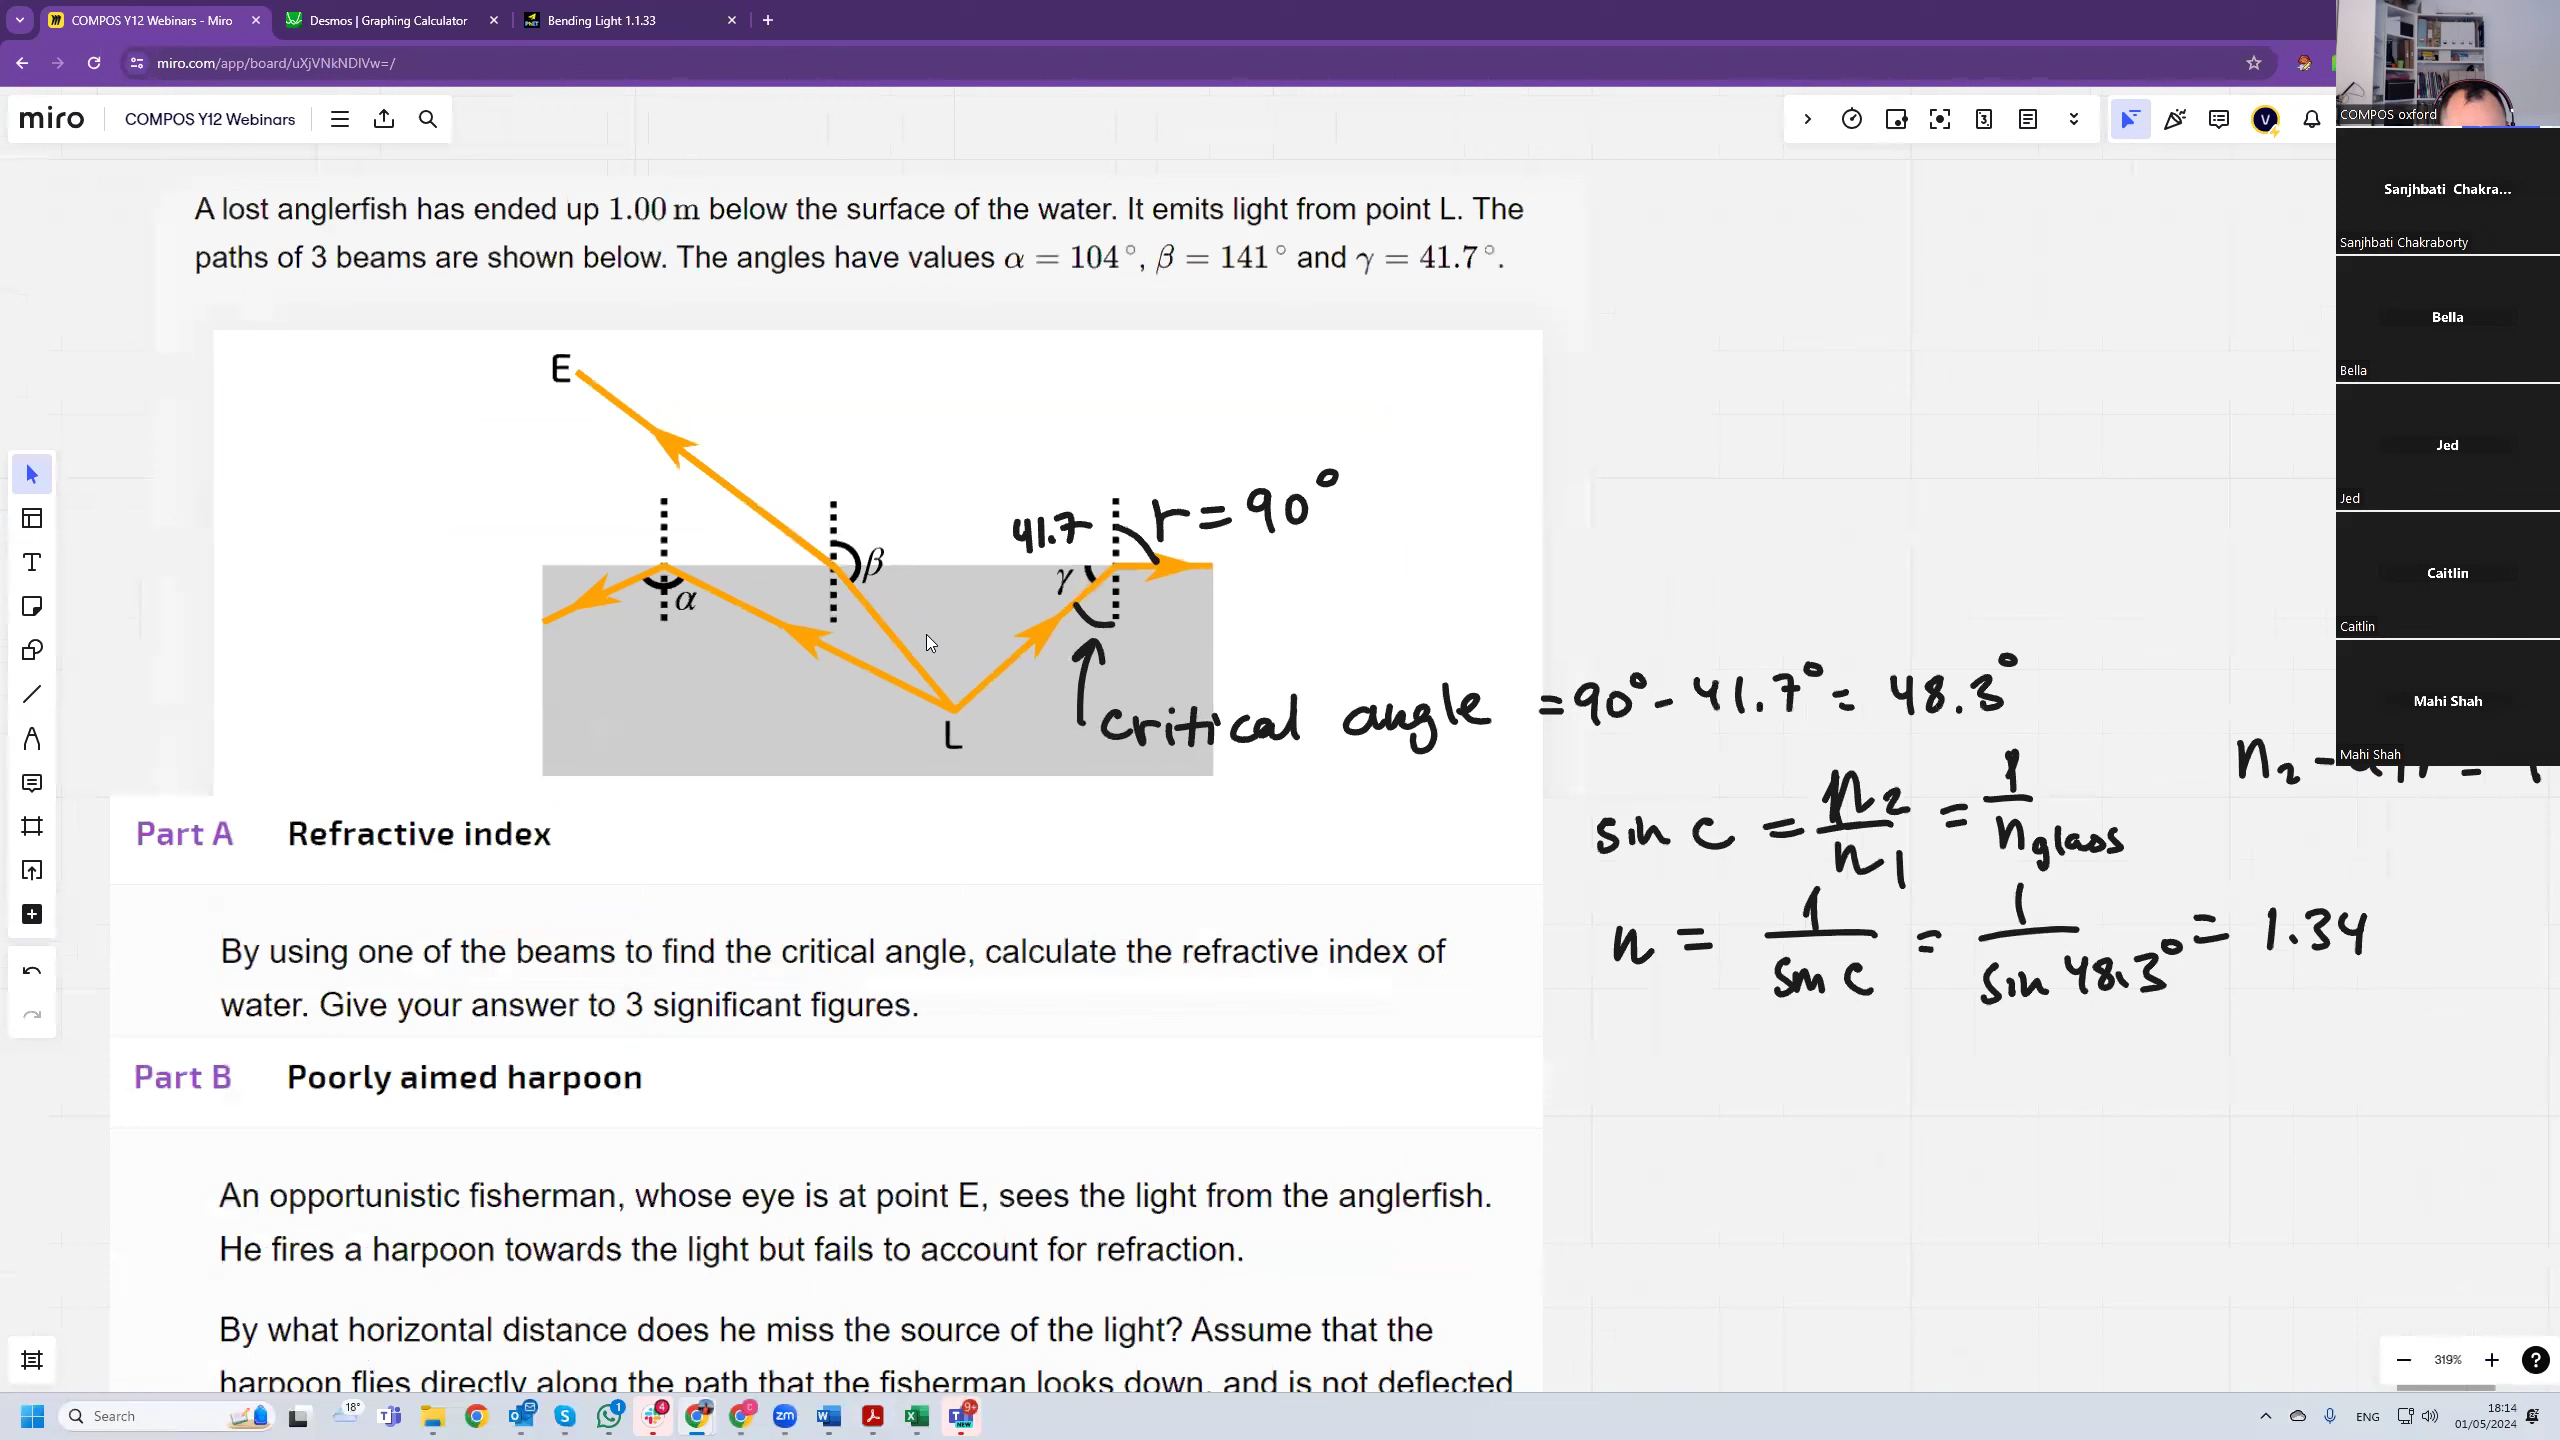 COMPOS Y12 Webinars - Miro
Desmos | Graphing Calculator
Bending Light 1.1.33
miro.com/app/board/uXjVNkNDIVw=/
miro
COMPOS Y12 Webinars
V
COMPOS oxford
Sanjhbati Chakra...
Sanjhbati Chakraborty
Bella
Bella
Jed
Jed
Caitlin
Caitlin
Mahi Shah
Mahi Shah
A lost anglerfish has ended up 1.00 m below the surface of the water. It emits light from point L. The
paths of 3 beams are shown below. The angles have values α = 104°, β = 141° and γ = 41.7°.
E
41.7 r = 90°
β
γ
α
L
critical angle = 90° - 41.7° = 48.3°
sin c = n2/n1 = 1/n glass
n = 1/sin c = 1/sin 48.3° = 1.34
Part A Refractive index
By using one of the beams to find the critical angle, calculate the refractive index of
water. Give your answer to 3 significant figures.
Part B Poorly aimed harpoon
An opportunistic fisherman, whose eye is at point E, sees the light from the anglerfish.
He fires a harpoon towards the light but fails to account for refraction.
By what horizontal distance does he miss the source of the light? Assume that the
harpoon flies directly along the path that the fisherman looks down, and is not deflected
319%
Search
18°
ENG
18:14
01/05/2024